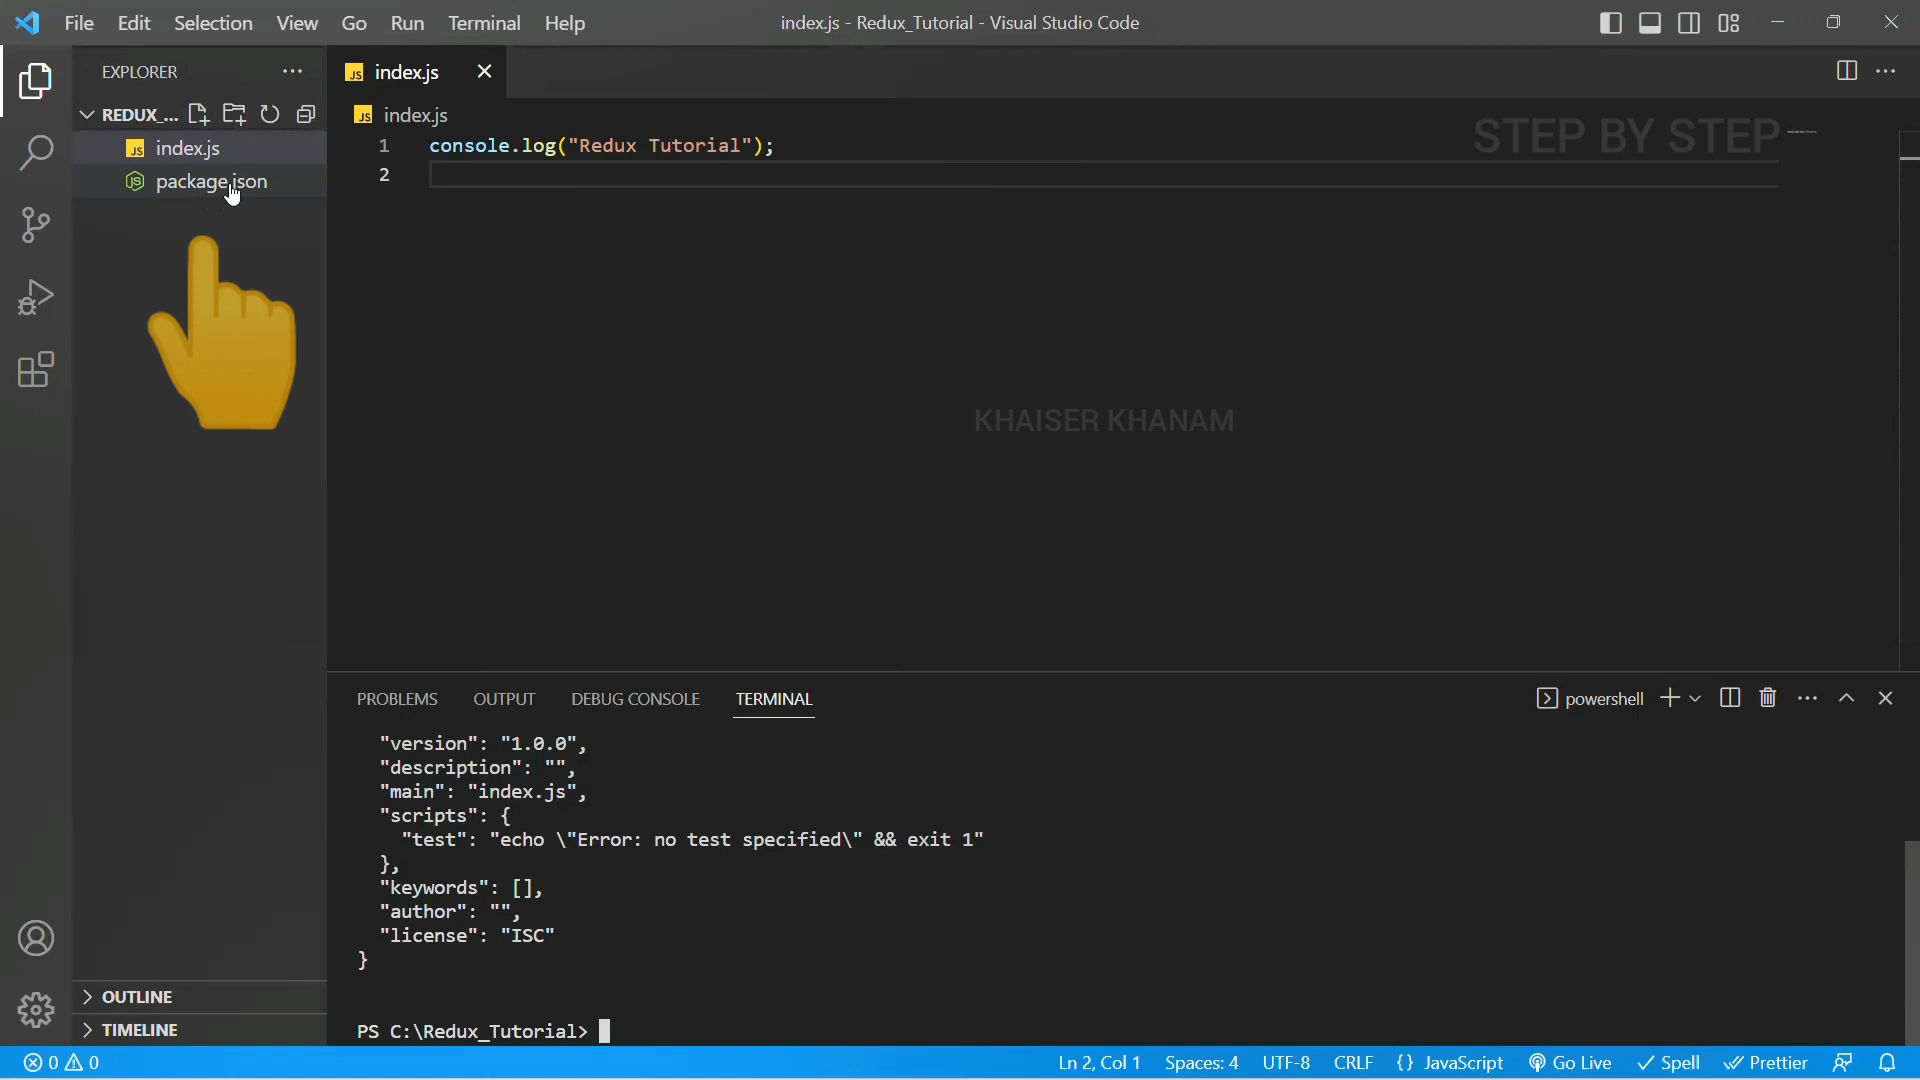 File Edit Selection View Go Run Terminal Help
index.js - Redux_Tutorial - Visual Studio Code
EXPLORER
REDUX_...
index.js
package.json
index.js
index.js
STEP BY STEP
1 console.log("Redux Tutorial");
2
KHAISER KHANAM
PROBLEMS OUTPUT DEBUG CONSOLE TERMINAL
powershell
"version": "1.0.0",
"description": "",
"main": "index.js",
"scripts": {
"test": "echo \"Error: no test specified\" && exit 1"
},
"keywords": [],
"author": "",
"license": "ISC"
}
PS C:\Redux_Tutorial>
OUTLINE
TIMELINE
0 0 Ln 2, Col 1 Spaces: 4 UTF-8 CRLF {} JavaScript Go Live Spell Prettier